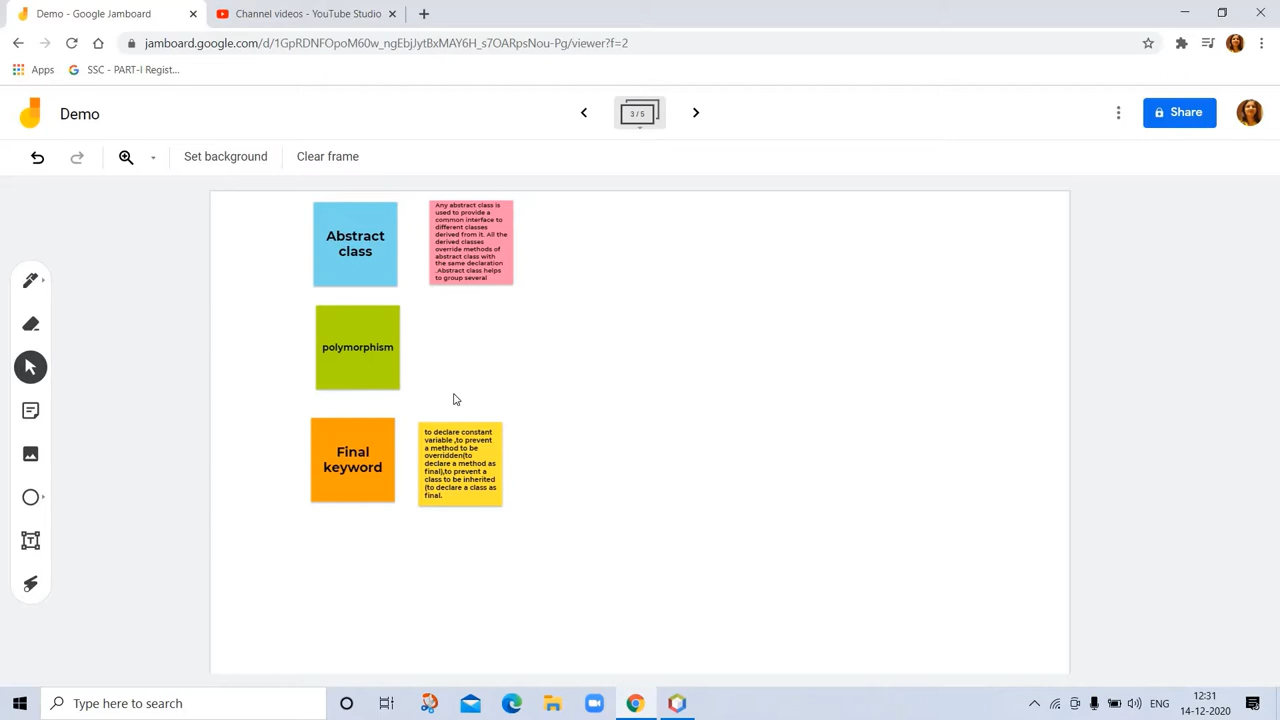 Demo - Google Jamboard
Channel videos - YouTube Studio
jamboard.google.com/d/1GpRDNFOpoM60w_ngEbjJytBxMAY6H_s7OARpsNou-Pg/viewer?f=2
Apps
SSC - PART-I Regist...
Demo
3 / 5
Share
Set background
Clear frame
Abstract
class
Any abstract class is
used to provide a
common interface to
different classes
derived from it. All the
derived classes
override methods of
abstract class with
the same declaration
.Abstract class helps
to group several
polymorphism
Final
keyword
to declare constant
variable ,to prevent
a method to be
overridden(to
declare a method as
final),to prevent a
class to be inherited
(to declare a class as
final.
Type here to search
ENG
12:31
14-12-2020